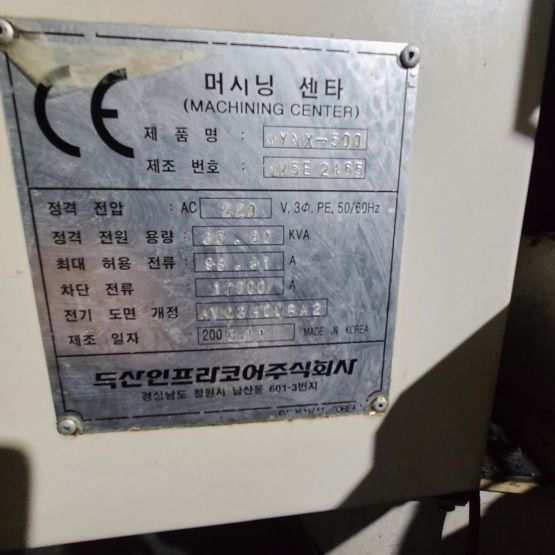 CE
머시닝 센타
(MACHINING CENTER)
제 품 명 :
제조 번호 :
정격 전압 : AC 220 V, 3Φ, PE, 50/60Hz
정격 전원 용량 : KVA
최대 허용 전류 : A
차단 전류 : 17000 A
전기 도면 개정 :
제조 일자 : MADE IN KOREA
두산인프라코어주식회사
경상남도 창원시 남산동 601-3번지